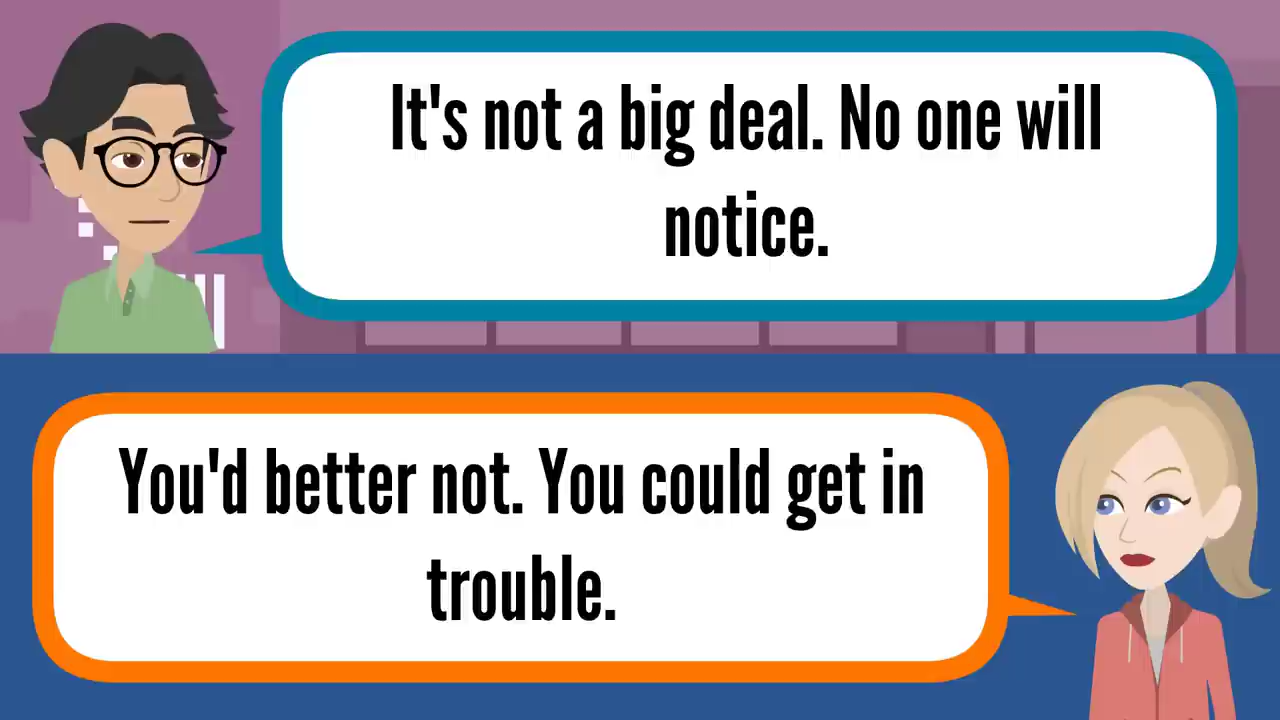 It's not a big deal. No one will
notice.
You'd better not. You could get in
trouble.